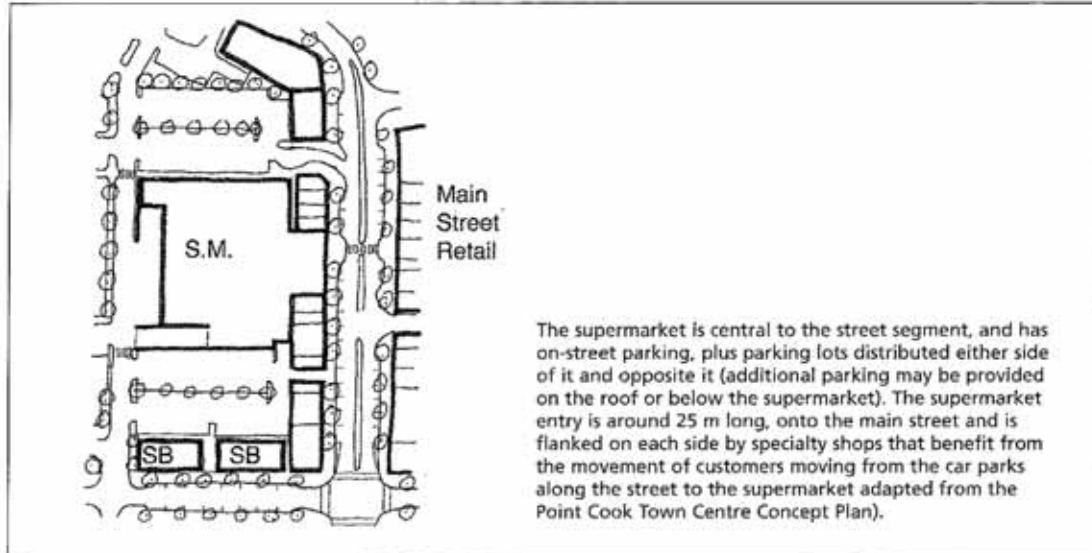 Main
Street
Retail
S.M.
SB
SB
The supermarket is central to the street segment, and has
on-street parking, plus parking lots distributed either side
of it and opposite it (additional parking may be provided
on the roof or below the supermarket). The supermarket
entry is around 25 m long, onto the main street and is
flanked on each side by specialty shops that benefit from
the movement of customers moving from the car parks
along the street to the supermarket adapted from the
Point Cook Town Centre Concept Plan).